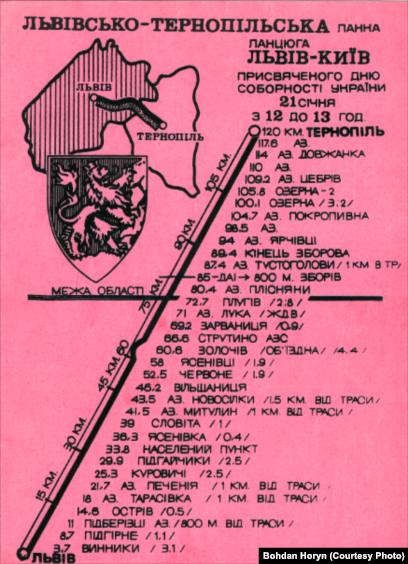 ЛЬВІВСЬКО-ТЕРНОПІЛЬСЬКА ЛАНКА
ЛАНЦЮГА
ЛЬВІВ-КИЇВ
ПРИСВЯЧЕНОГО ДНЮ
СОБОРНОСТІ УКРАЇНИ
21 СІЧНЯ
З 12 ДО 13 ГОД.
ЛЬВІВ
ТЕРНОПІЛЬ
120 КМ. ТЕРНОПІЛЬ
117.6 АЗ.
114 АЗ. ДОВЖАНКА
110 АЗ.
109.2 АЗ. ЦЕБРІВ
105.8 ОЗЕРНА-2
100.1 ОЗЕРНА /3.2/
104.7 АЗ. ПОКРОПИВНА
98.5 АЗ.
94 АЗ. ЯРЧІВЦІ
89.4 КІНЕЦЬ ЗБОРОВА
87.4 АЗ. ТУСТОГОЛОВИ /1 КМ В ТР/
85-ДАІ→800 М. ЗБОРІВ
80.4 АЗ. ПЛІСНЯНИ
МЕЖА ОБЛАСТІ
72.7 ПЛУГІВ /2.8/
71 АЗ. ЛУКА /ЖДВ/
69.2 ЗАРВАНИЦЯ /0.9/
66.6 СТРУТИНО АЗС
60.6 ЗОЛОЧІВ /ОБ'ЇЗДНА/ /4.4/
58 ЯСЕНІВЦІ /1.9/
52.5 ЧЕРВОНЕ /1.9/
46.2 ВІЛЬШАНИЦЯ
43.5 АЗ. НОВОСІЛКИ /1.5 КМ. ВІД ТРАСИ/
41.5 АЗ. МИТУЛИН /1 КМ. ВІД ТРАСИ/
39 СЛОВІТА /1/
36.3 ЯСЕНІВКА /0.4/
33.8 НАСЕЛЕНИЙ ПУНКТ
29.9 ПІДГАЙЧИКИ /2.5/
25.3 КУРОВИЧІ /2.5/
21.7 АЗ. ПЕЧЕНІЯ /1 КМ. ВІД ТРАСИ/
18 АЗ. ТАРАСІВКА /1 КМ. ВІД ТРАСИ/
14.6 ОСТРІВ /0.5/
11 ПІДБЕРІЗЦІ АЗ. /800 М. ВІД ТРАСИ/
8.7 ПІДГІРНЕ /1.1/
3.7 ВИННИКИ /3.1/
ЛЬВІВ
105 КМ.
90 КМ.
75 КМ.
60
45 КМ.
30 КМ.
15 КМ.
Bohdan Horyn (Courtesy Photo)